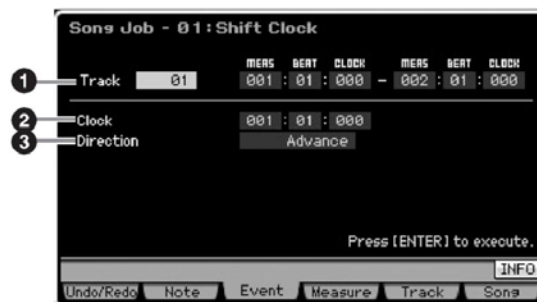 Song Job - 01:Shift Clock
MEAS BEAT CLOCK MEAS BEAT CLOCK
1 Track 01 001 : 01 : 000 - 002 : 01 : 000
2 Clock 001 : 01 : 000
3 Direction Advance
Press [ENTER] to execute.
INFO
Undo/Redo Note Event Measure Track Song